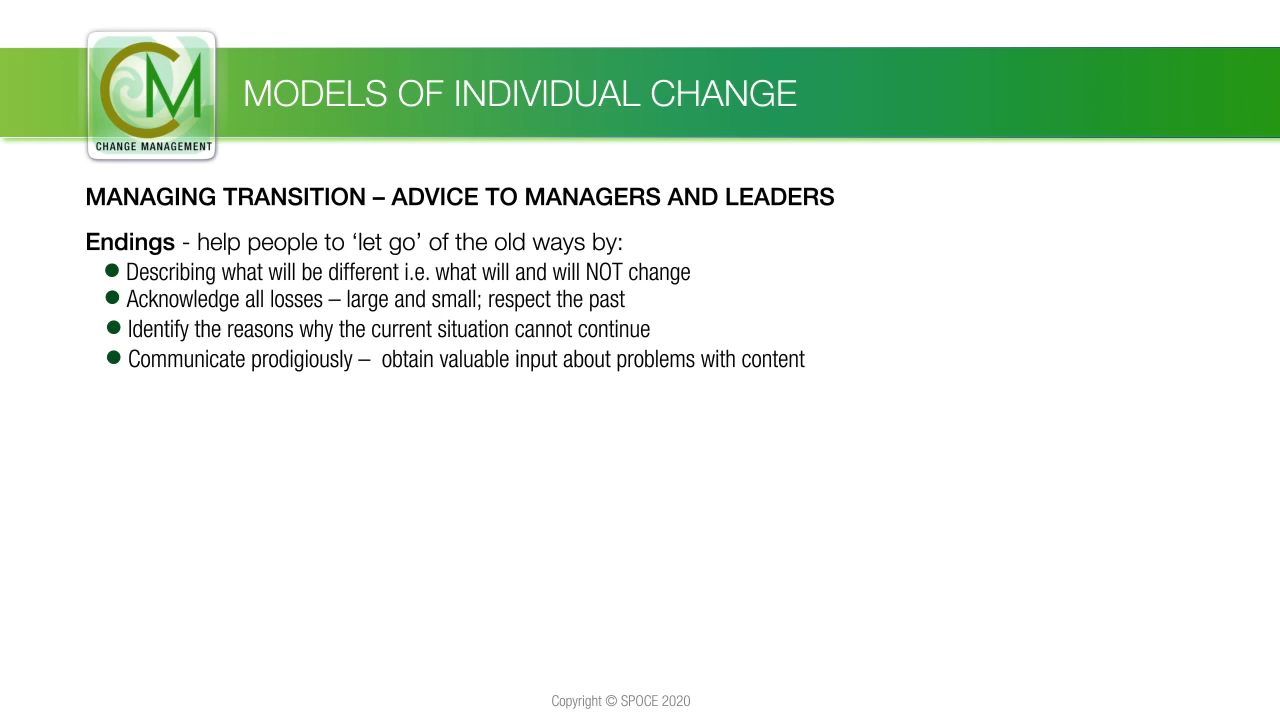 CM
CHANGE MANAGEMENT
MODELS OF INDIVIDUAL CHANGE
MANAGING TRANSITION – ADVICE TO MANAGERS AND LEADERS
Endings - help people to ‘let go’ of the old ways by:
● Describing what will be different i.e. what will and will NOT change
● Acknowledge all losses – large and small; respect the past
● Identify the reasons why the current situation cannot continue
● Communicate prodigiously –  obtain valuable input about problems with content
Copyright © SPOCE 2020